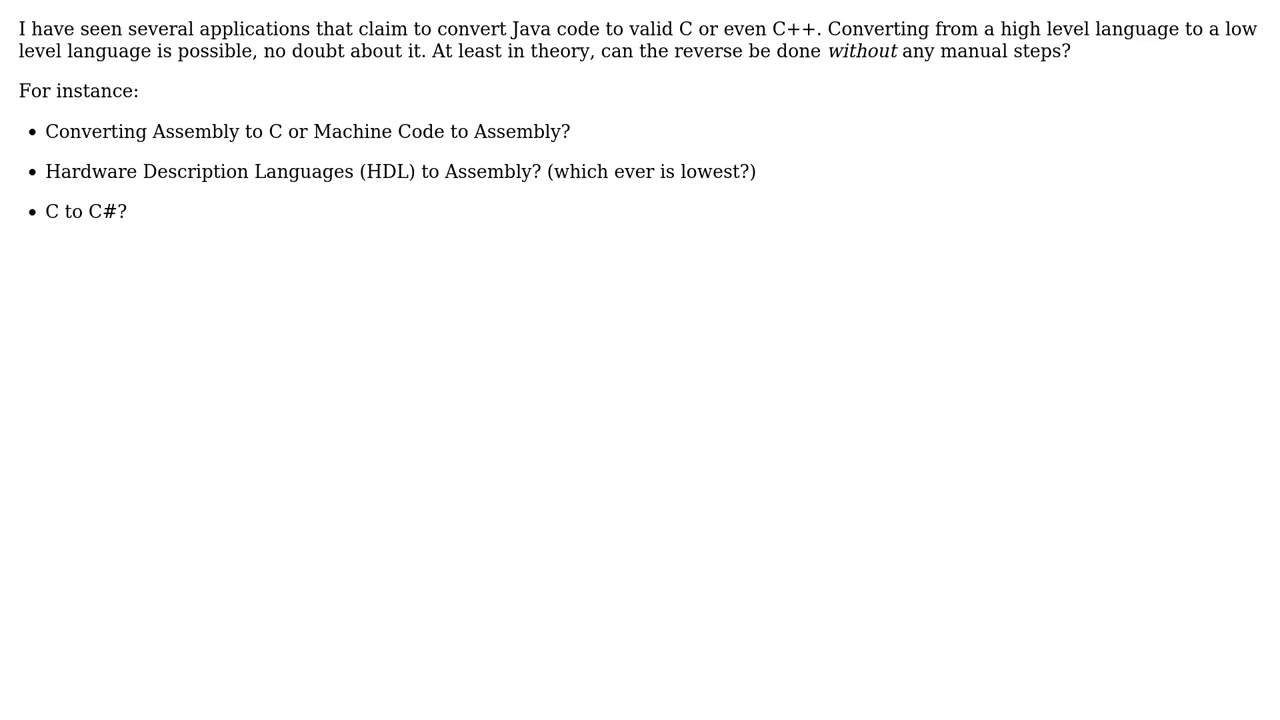 I have seen several applications that claim to convert Java code to valid C or even C++. Converting from a high level language to a low
level language is possible, no doubt about it. At least in theory, can the reverse be done without any manual steps?
For instance:
• Converting Assembly to C or Machine Code to Assembly?
• Hardware Description Languages (HDL) to Assembly? (which ever is lowest?)
• C to C#?